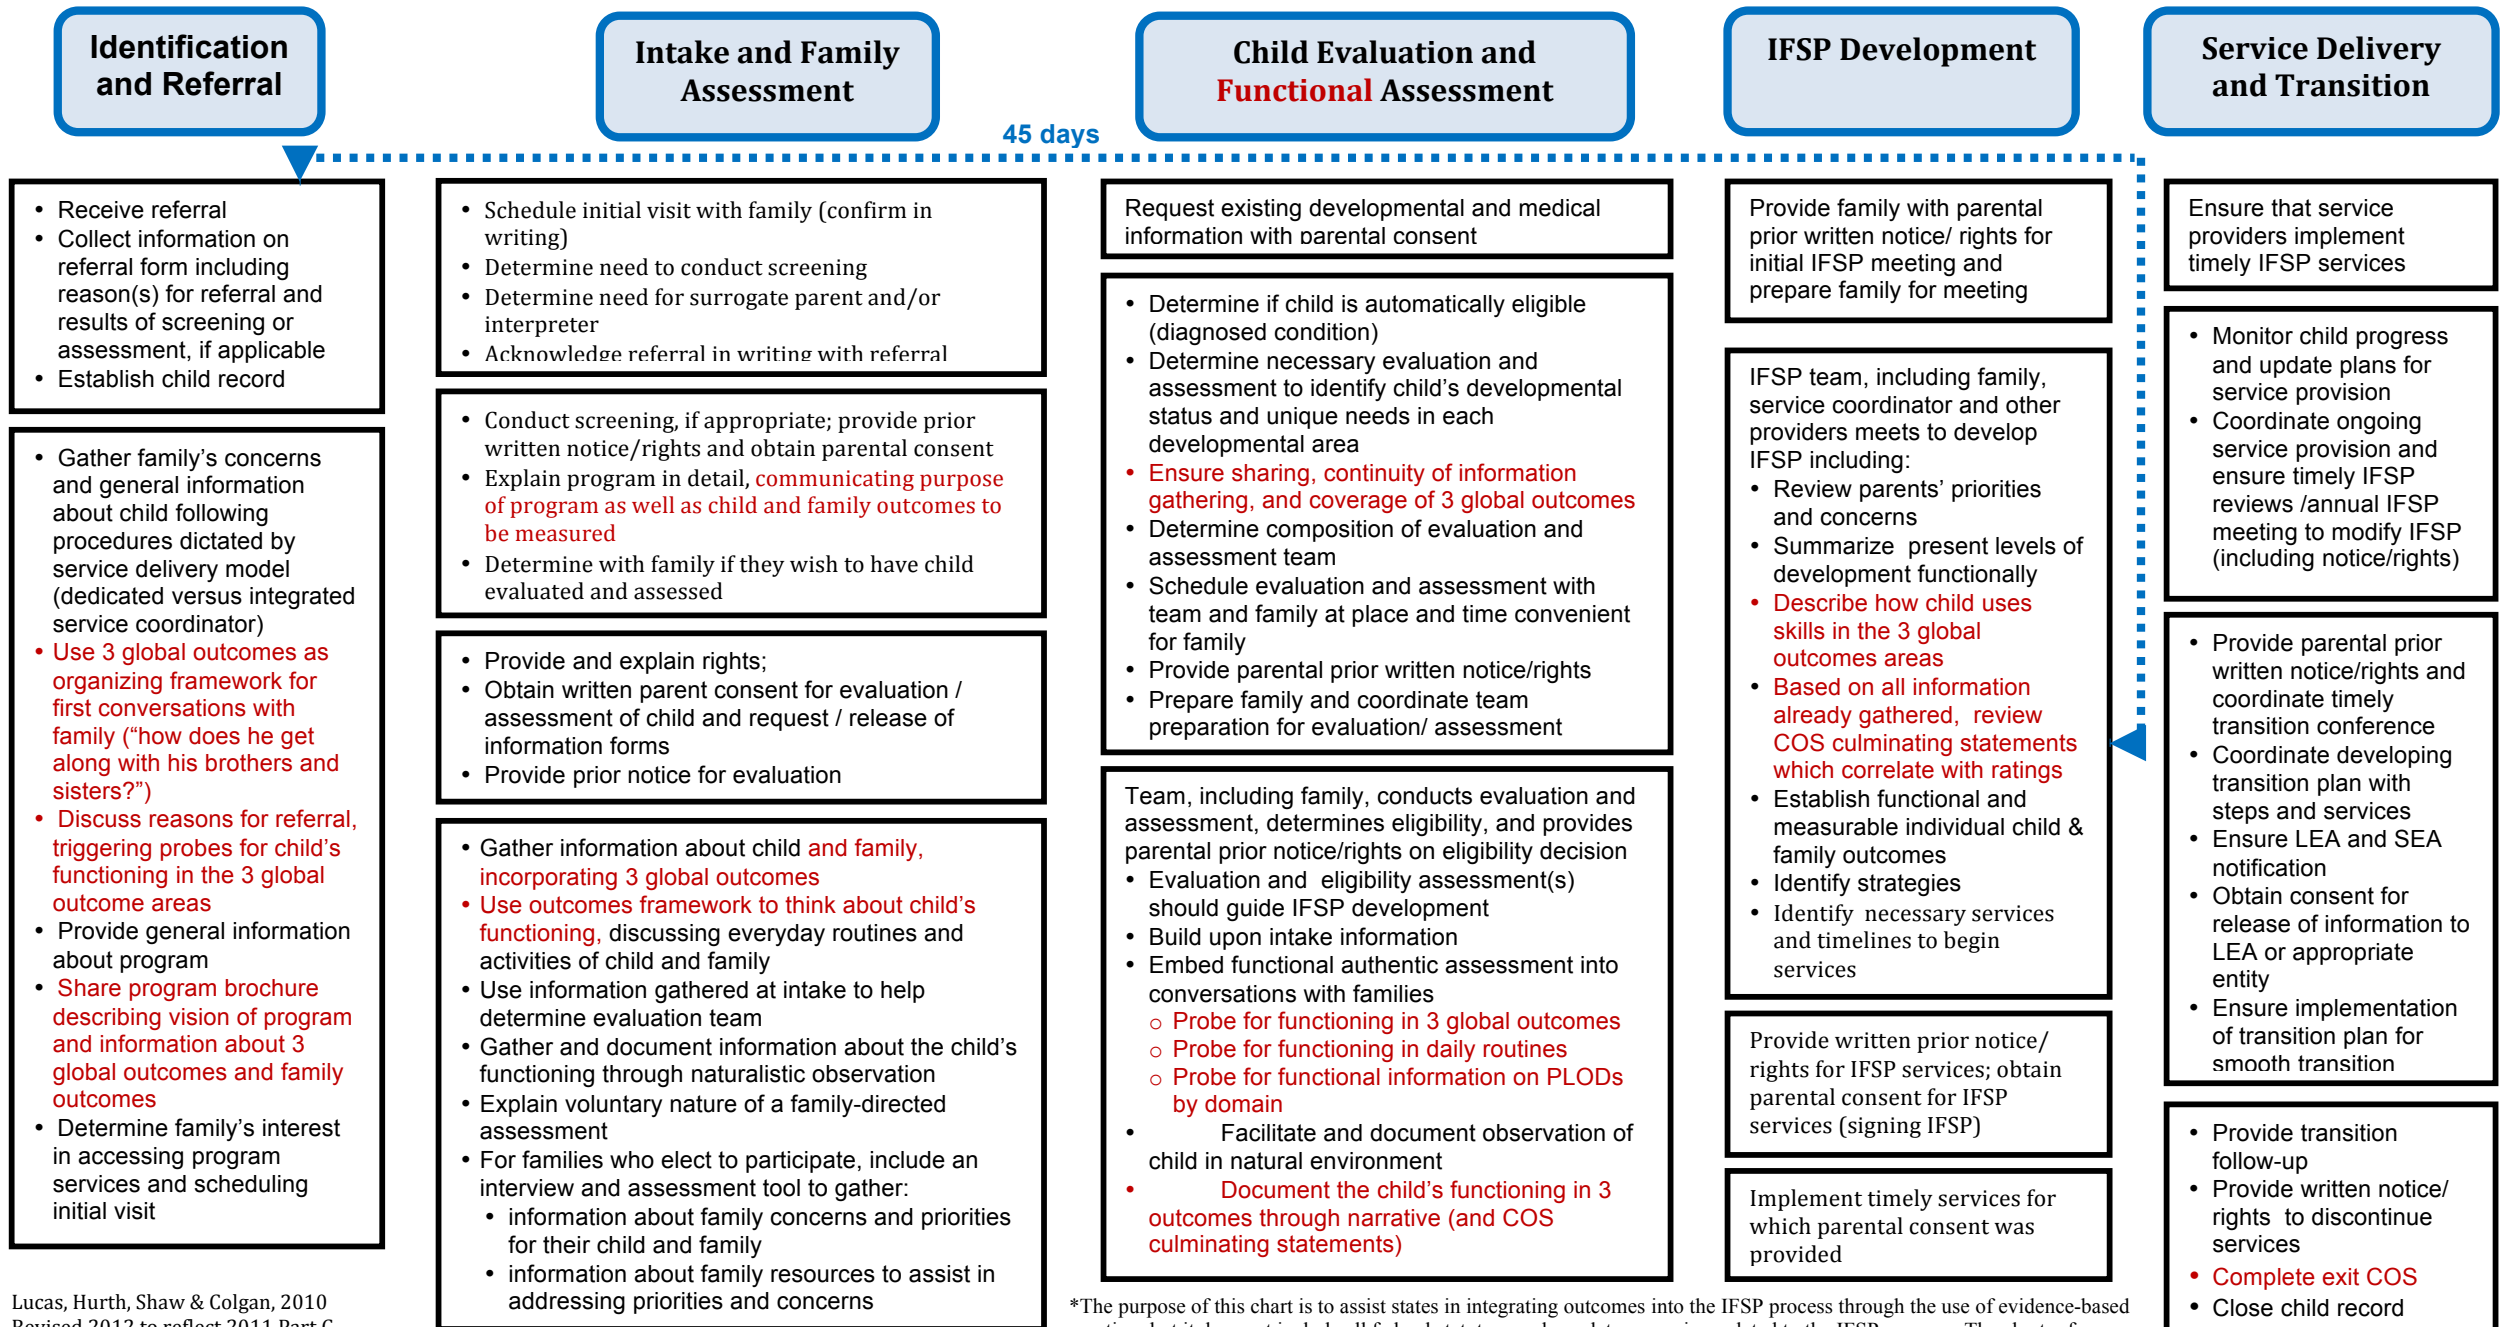 Identification
and Referral
Intake and Family
Assessment
Child Evaluation and
Functional Assessment
IFSP Development
Service Delivery
and Transition
45 days
• Receive referral
• Collect information on
referral form including
reason(s) for referral and
results of screening or
assessment, if applicable
• Establish child record
• Gather family's concerns
and general information
about child following
procedures dictated by
service delivery model
(dedicated versus integrated
service coordinator)
• Use 3 global outcomes as
organizing framework for
first conversations with
family ("how does he get
along with his brothers and
sisters?")
• Discuss reasons for referral,
triggering probes for child's
functioning in the 3 global
outcome areas
• Provide general information
about program
• Share program brochure
describing vision of program
and information about 3
global outcomes and family
outcomes
• Determine family's interest
in accessing program
services and scheduling
initial visit
Lucas, Hurth, Shaw & Colgan, 2010
Revised 2012 to reflect 2011 Part C
• Schedule initial visit with family (confirm in
writing)
• Determine need to conduct screening
• Determine need for surrogate parent and/or
interpreter
• Acknowledge referral in writing with referral
• Conduct screening, if appropriate; provide prior
written notice/rights and obtain parental consent
• Explain program in detail, communicating purpose
of program as well as child and family outcomes to
be measured
• Determine with family if they wish to have child
evaluated and assessed
• Provide and explain rights;
• Obtain written parent consent for evaluation /
assessment of child and request / release of
information forms
• Provide prior notice for evaluation
• Gather information about child and family,
incorporating 3 global outcomes
• Use outcomes framework to think about child's
functioning, discussing everyday routines and
activities of child and family
• Use information gathered at intake to help
determine evaluation team
• Gather and document information about the child's
functioning through naturalistic observation
• Explain voluntary nature of a family-directed
assessment
• For families who elect to participate, include an
interview and assessment tool to gather:
• information about family concerns and priorities
for their child and family
• information about family resources to assist in
addressing priorities and concerns
Request existing developmental and medical
information with parental consent
• Determine if child is automatically eligible
(diagnosed condition)
• Determine necessary evaluation and
assessment to identify child's developmental
status and unique needs in each
developmental area
• Ensure sharing, continuity of information
gathering, and coverage of 3 global outcomes
• Determine composition of evaluation and
assessment team
• Schedule evaluation and assessment with
team and family at place and time convenient
for family
• Provide parental prior written notice/rights
• Prepare family and coordinate team
preparation for evaluation/ assessment
Team, including family, conducts evaluation and
assessment, determines eligibility, and provides
parental prior notice/rights on eligibility decision
• Evaluation and eligibility assessment(s)
should guide IFSP development
• Build upon intake information
• Embed functional authentic assessment into
conversations with families
○ Probe for functioning in 3 global outcomes
○ Probe for functioning in daily routines
○ Probe for functional information on PLODs
by domain
• Facilitate and document observation of
child in natural environment
• Document the child's functioning in 3
outcomes through narrative (and COS
culminating statements)
Provide family with parental
prior written notice/ rights for
initial IFSP meeting and
prepare family for meeting
IFSP team, including family,
service coordinator and other
providers meets to develop
IFSP including:
• Review parents' priorities
and concerns
• Summarize present levels of
development functionally
• Describe how child uses
skills in the 3 global
outcomes areas
• Based on all information
already gathered, review
COS culminating statements
which correlate with ratings
• Establish functional and
measurable individual child &
family outcomes
• Identify strategies
• Identify necessary services
and timelines to begin
services
Provide written prior notice/
rights for IFSP services; obtain
parental consent for IFSP
services (signing IFSP)
Implement timely services for
which parental consent was
provided
Ensure that service
providers implement
timely IFSP services
• Monitor child progress
and update plans for
service provision
• Coordinate ongoing
service provision and
ensure timely IFSP
reviews /annual IFSP
meeting to modify IFSP
(including notice/rights)
• Provide parental prior
written notice/rights and
coordinate timely
transition conference
• Coordinate developing
transition plan with
steps and services
• Ensure LEA and SEA
notification
• Obtain consent for
release of information to
LEA or appropriate
entity
• Ensure implementation
of transition plan for
smooth transition
• Provide transition
follow-up
• Provide written notice/
rights to discontinue
services
• Complete exit COS
• Close child record
*The purpose of this chart is to assist states in integrating outcomes into the IFSP process through the use of evidence-based